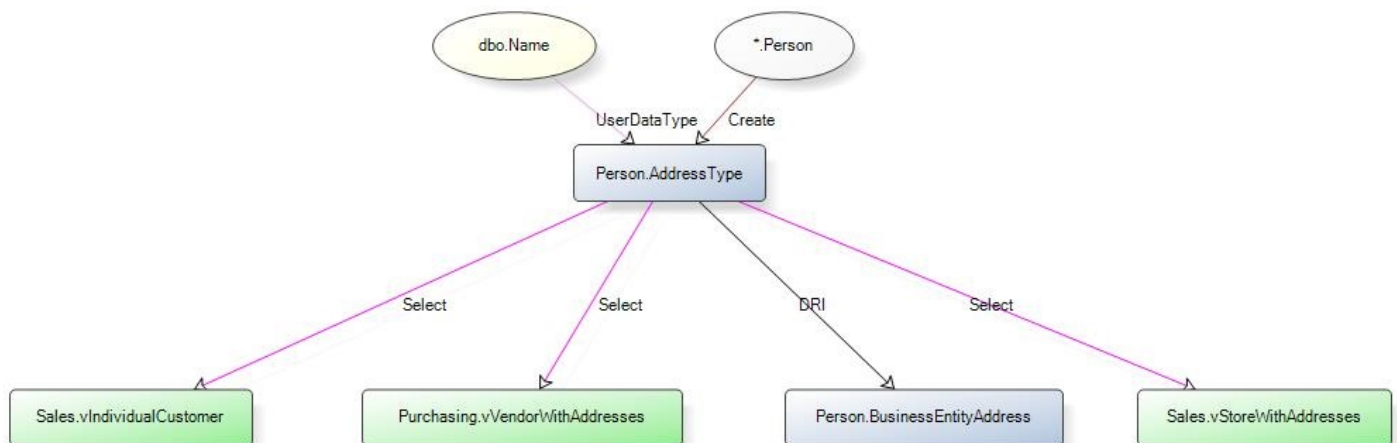 dbo.Name
*.Person
UserDataType
Create
Person.AddressType
Select
Select
DRI
Select
Sales.vIndividualCustomer
Purchasing.vVendorWithAddresses
Person.BusinessEntityAddress
Sales.vStoreWithAddresses